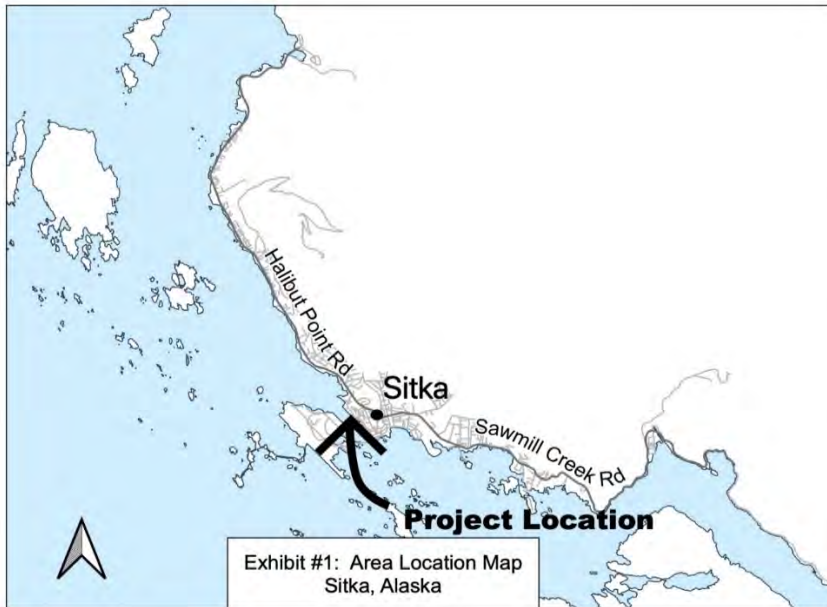 Halibut Point Rd
Sitka
Sawmill Creek Rd
Project Location
Exhibit #1: Area Location Map
Sitka, Alaska